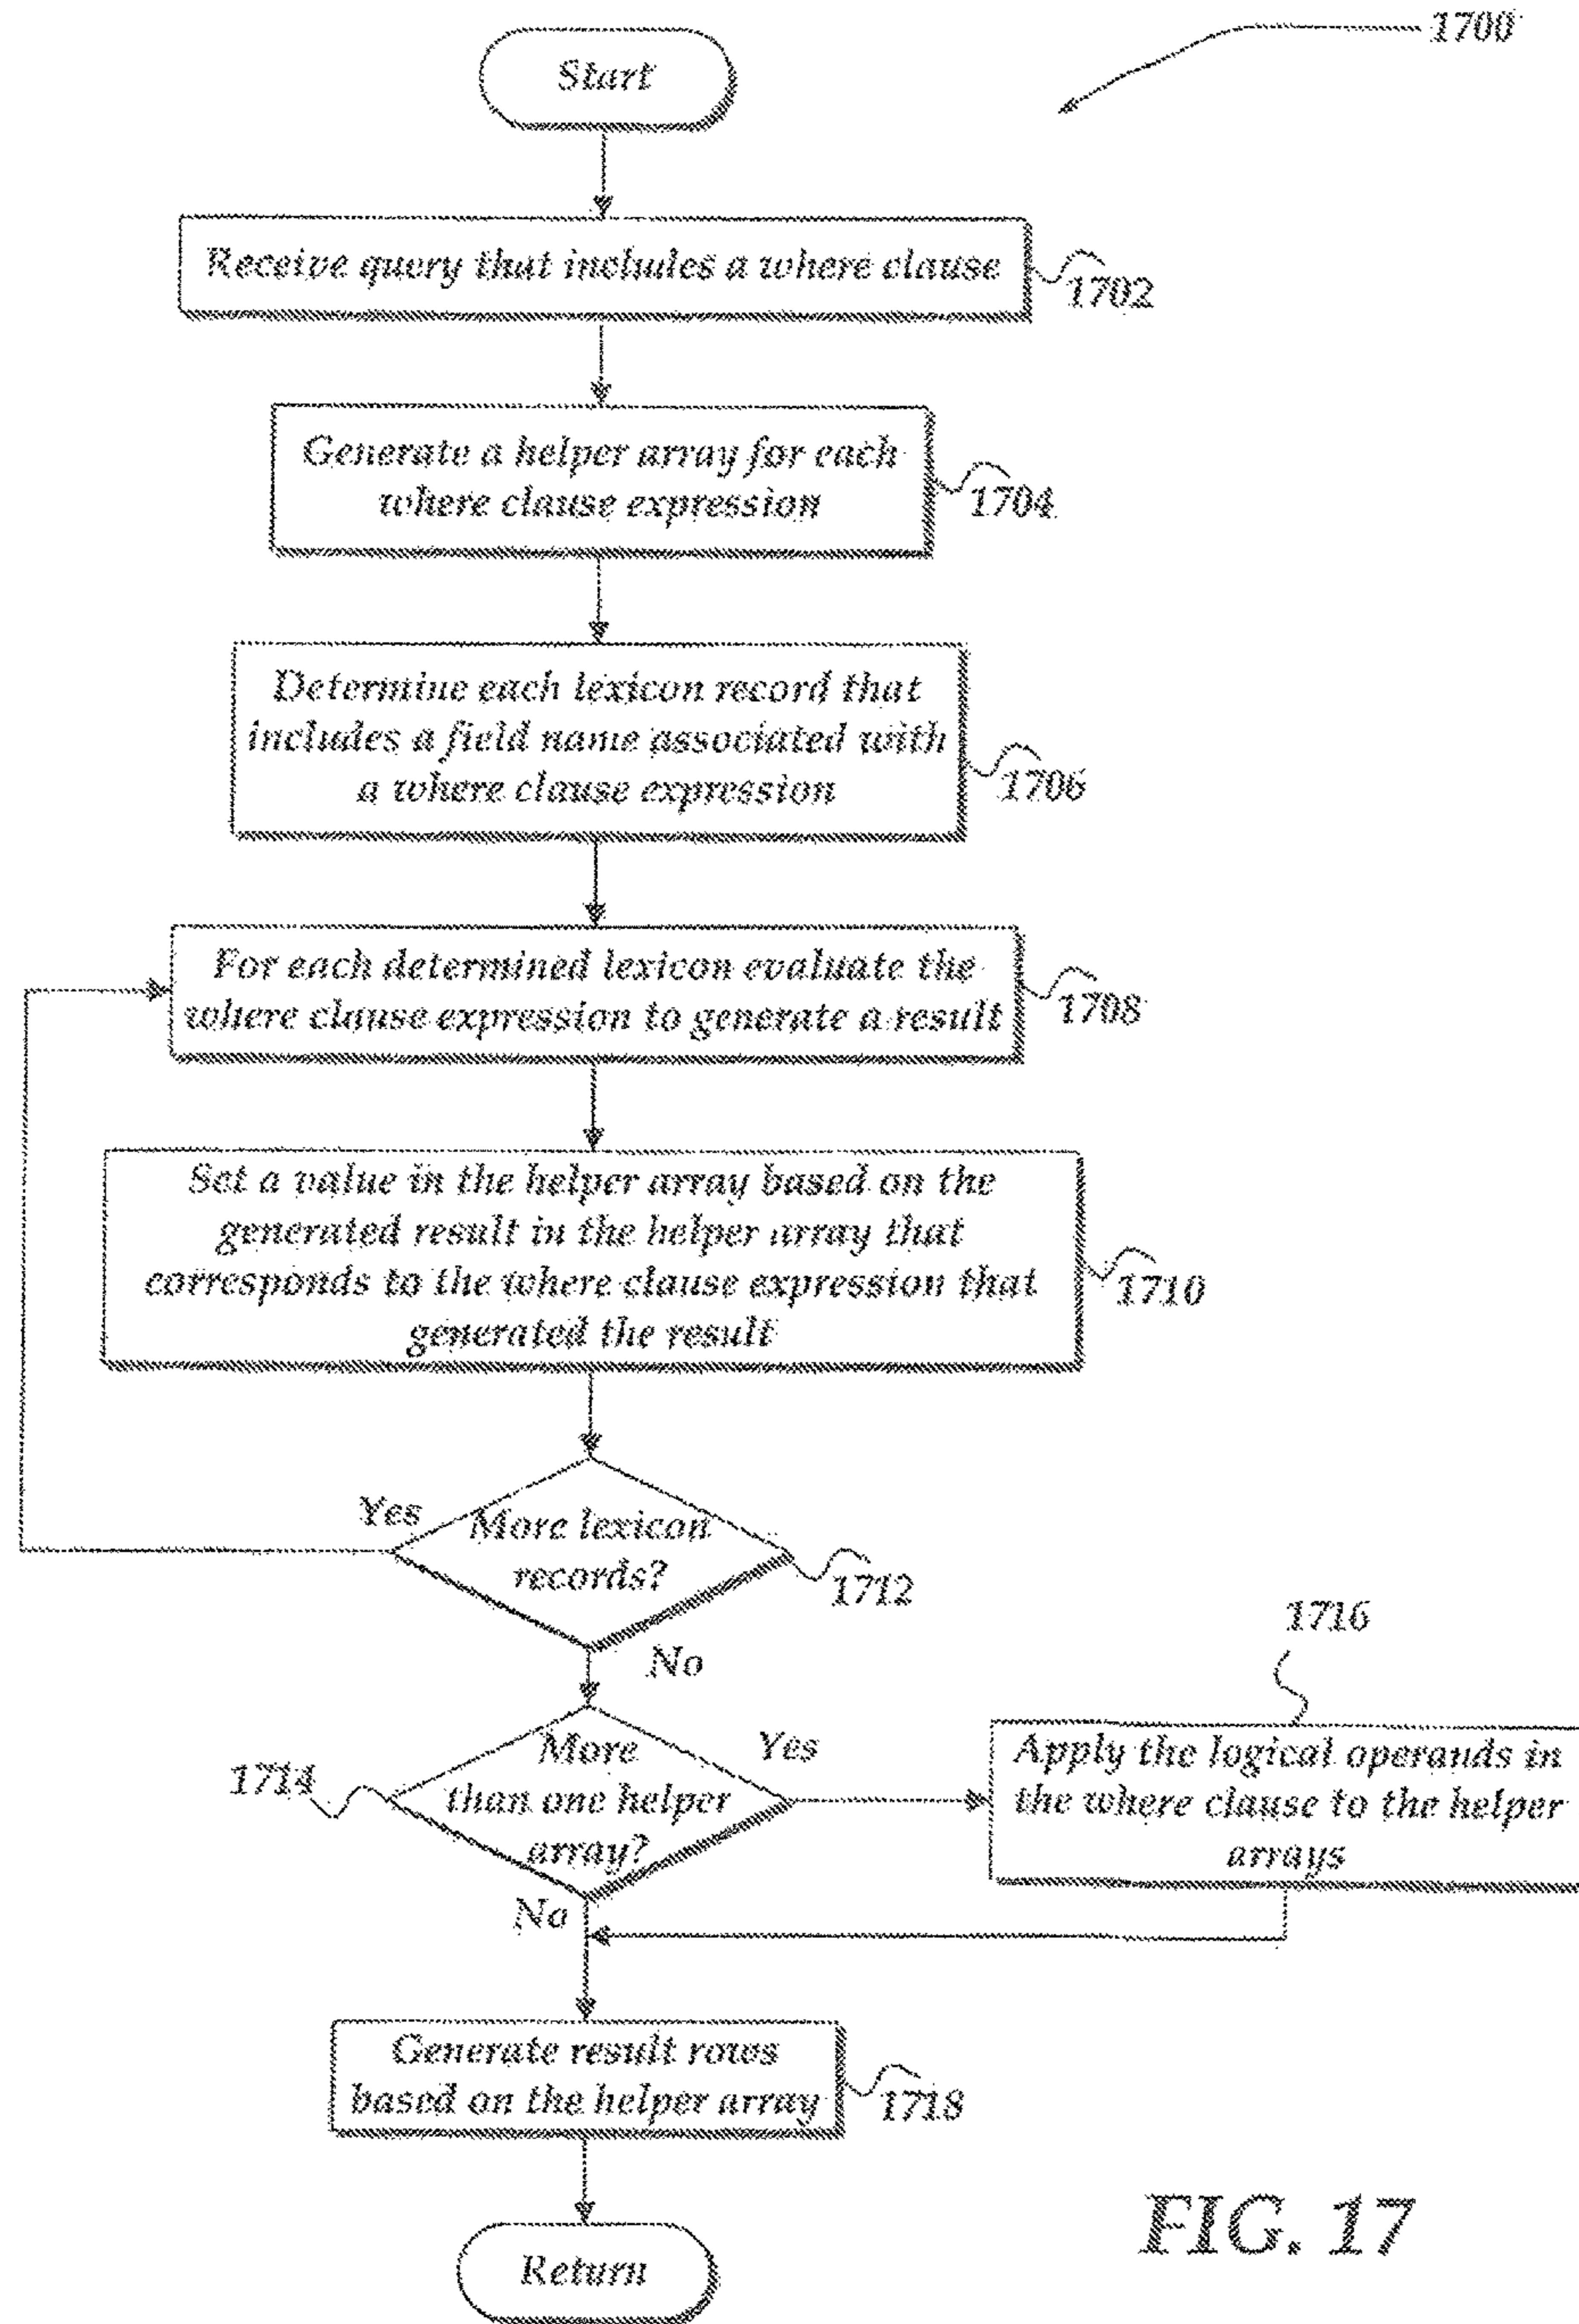 1700
Start
Receive query that includes a where clause
1702
Generate a helper array for each
where clause expression
1704
Determine each lexicon record that
includes a field name associated with
a where clause expression
1706
For each determined lexicon evaluate the
where clause expression to generate a result
1708
Set a value in the helper array based on the
generated result in the helper array that
corresponds to the where clause expression that
generated the result
1710
Yes
More lexicon
records?
1712
No
1714
More
than one helper
array?
Yes
1716
Apply the logical operands in
the where clause to the helper
arrays
No
Generate result rows
based on the helper array
1718
Return
FIG. 17